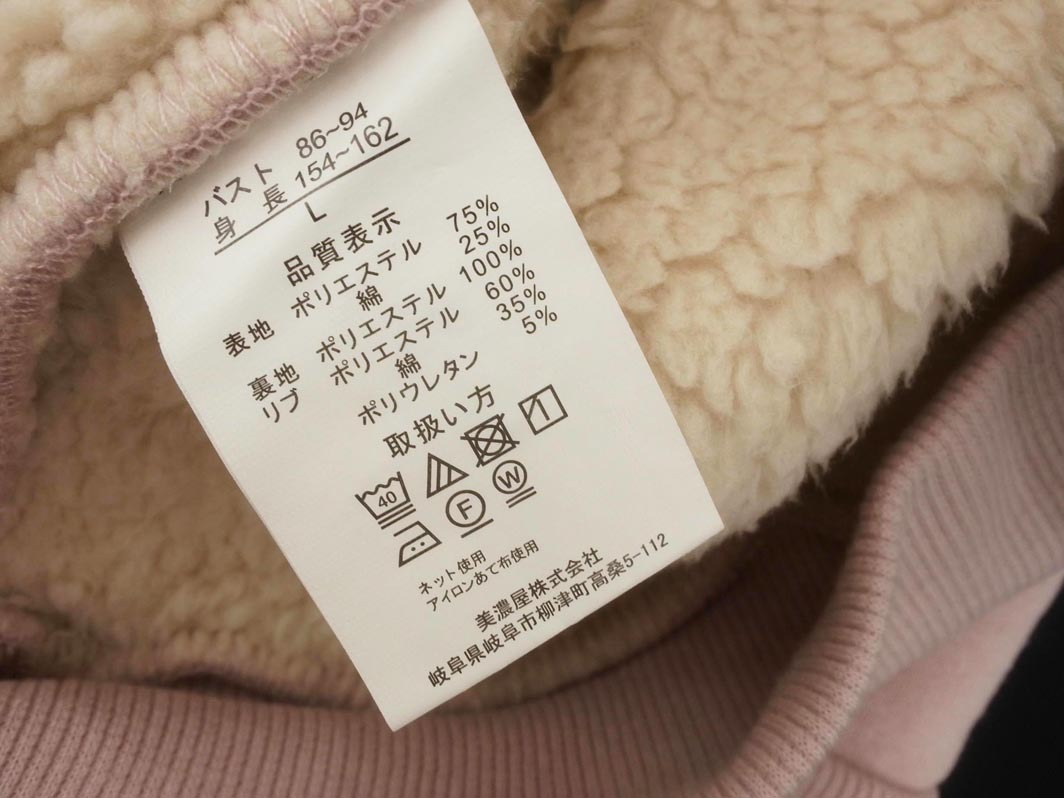 バスト 86~94
身 長 154~162
L
品質表示
表地 ポリエステル 75%
綿 25%
裏地 ポリエステル 100%
リブ ポリエステル 60%
綿 35%
ポリウレタン 5%
取扱い方
40
F W
ネット使用
アイロンあて布使用
美濃屋株式会社
岐阜県岐阜市柳津町高桑5-112